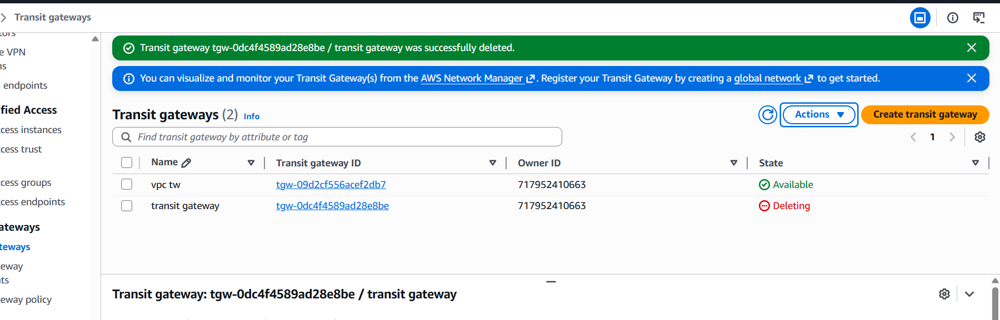 Transit gateways
e VPN
endpoints
fied Access
cess instances
cess trust
cess groups
cess endpoints
ateways
teways
eway
ts
eway policy
Transit gateway tgw-0dc4f4589ad28e8be / transit gateway was successfully deleted.
You can visualize and monitor your Transit Gateway(s) from the AWS Network Manager. Register your Transit Gateway by creating a global network to get started.
Transit gateways (2) Info
Actions
Create transit gateway
Find transit gateway by attribute or tag
1
Name Transit gateway ID Owner ID State
vpc tw tgw-09d2cf556acef2db7 717952410663 Available
transit gateway tgw-0dc4f4589ad28e8be 717952410663 Deleting
Transit gateway: tgw-0dc4f4589ad28e8be / transit gateway